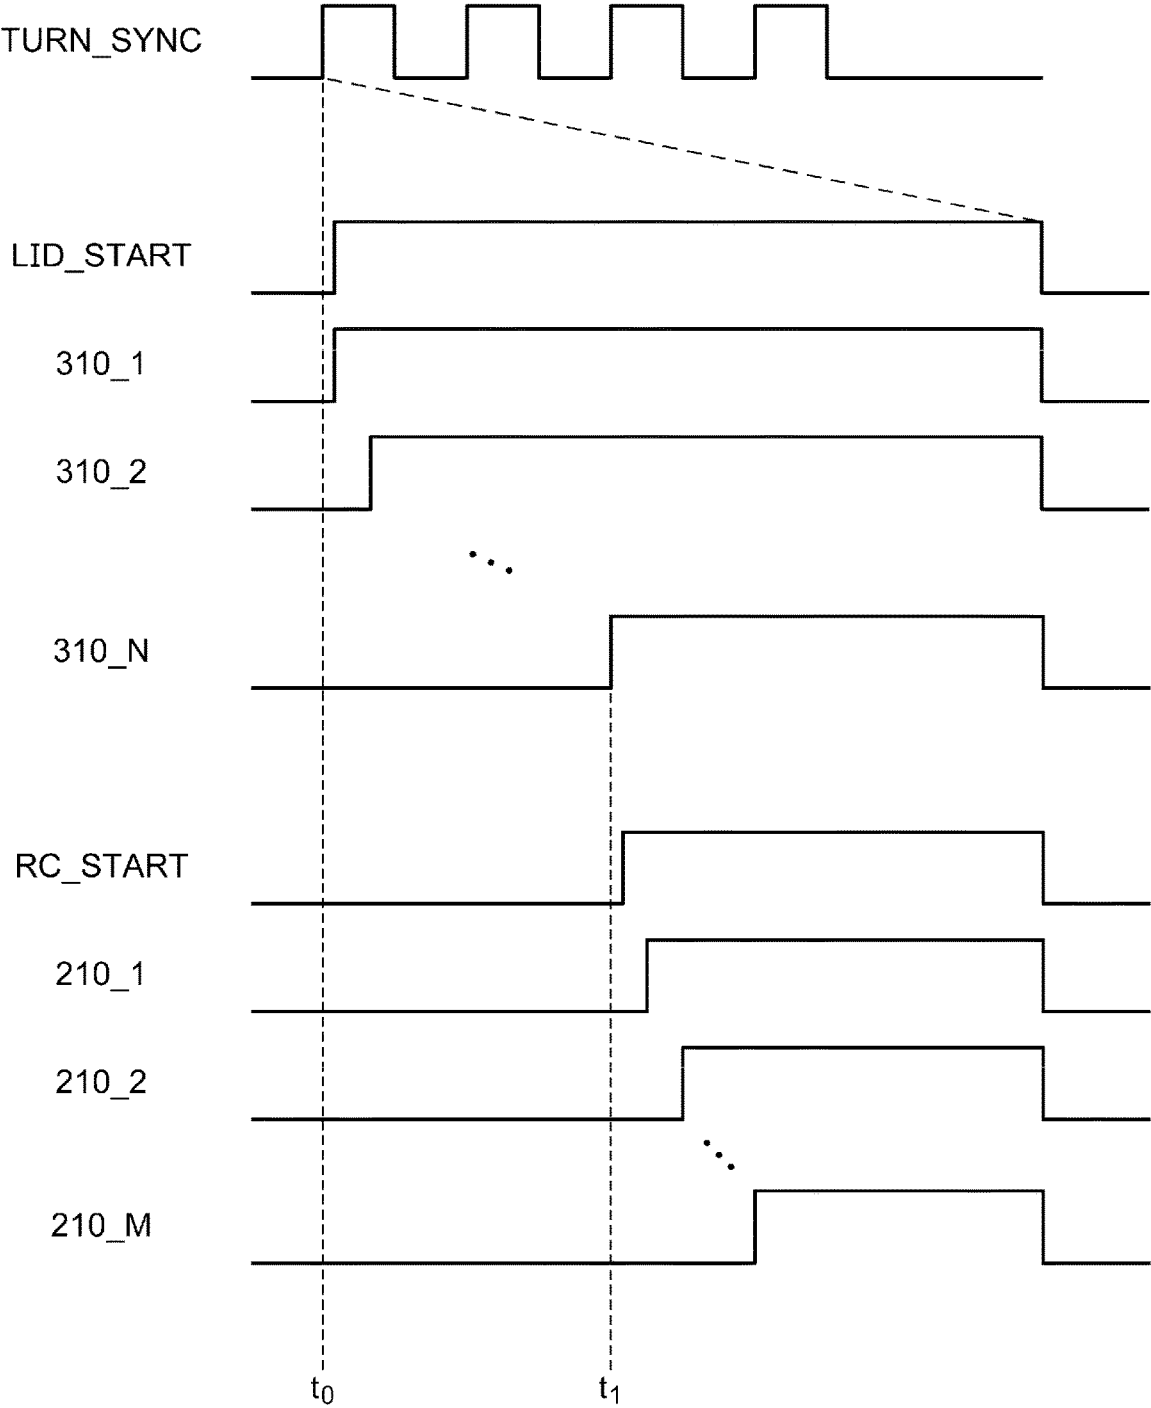 TURN_SYNC
LID_START
310_1
310_2
310_N
RC_START
210_1
210_2
210_M
t0 t1